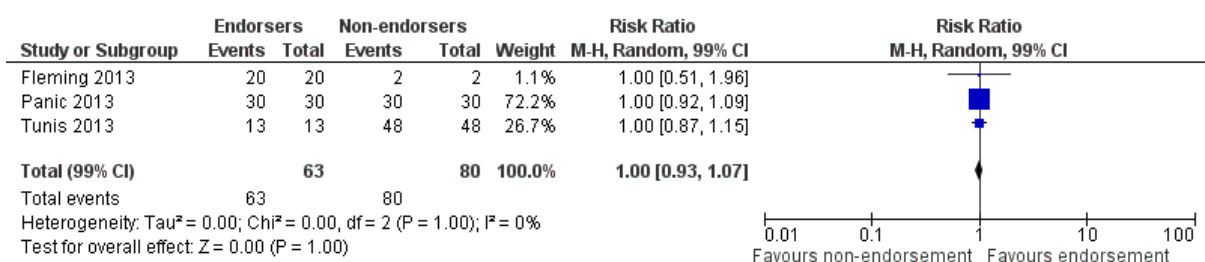 Endorsers Non-endorsers Risk Ratio Risk Ratio
Study or Subgroup Events Total Events Total Weight M-H, Random, 99% CI M-H, Random, 99% CI
Fleming 2013 20 20 2 2 1.1% 1.00 [0.51, 1.96]
Panic 2013 30 30 30 30 72.2% 1.00 [0.92, 1.09]
Tunis 2013 13 13 48 48 26.7% 1.00 [0.87, 1.15]
Total (99% CI) 63 80 100.0% 1.00 [0.93, 1.07]
Total events 63 80
Heterogeneity: Tau² = 0.00; Chi² = 0.00, df = 2 (P = 1.00); I² = 0%
Test for overall effect: Z = 0.00 (P = 1.00)
0.01 0.1 1 10 100
Favours non-endorsement Favours endorsement